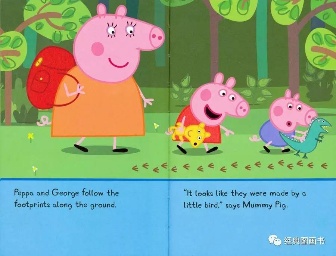 Peppa and George follow the
footprints along the ground.
"It looks like they were made by a
little bird," says Mummy Pig.